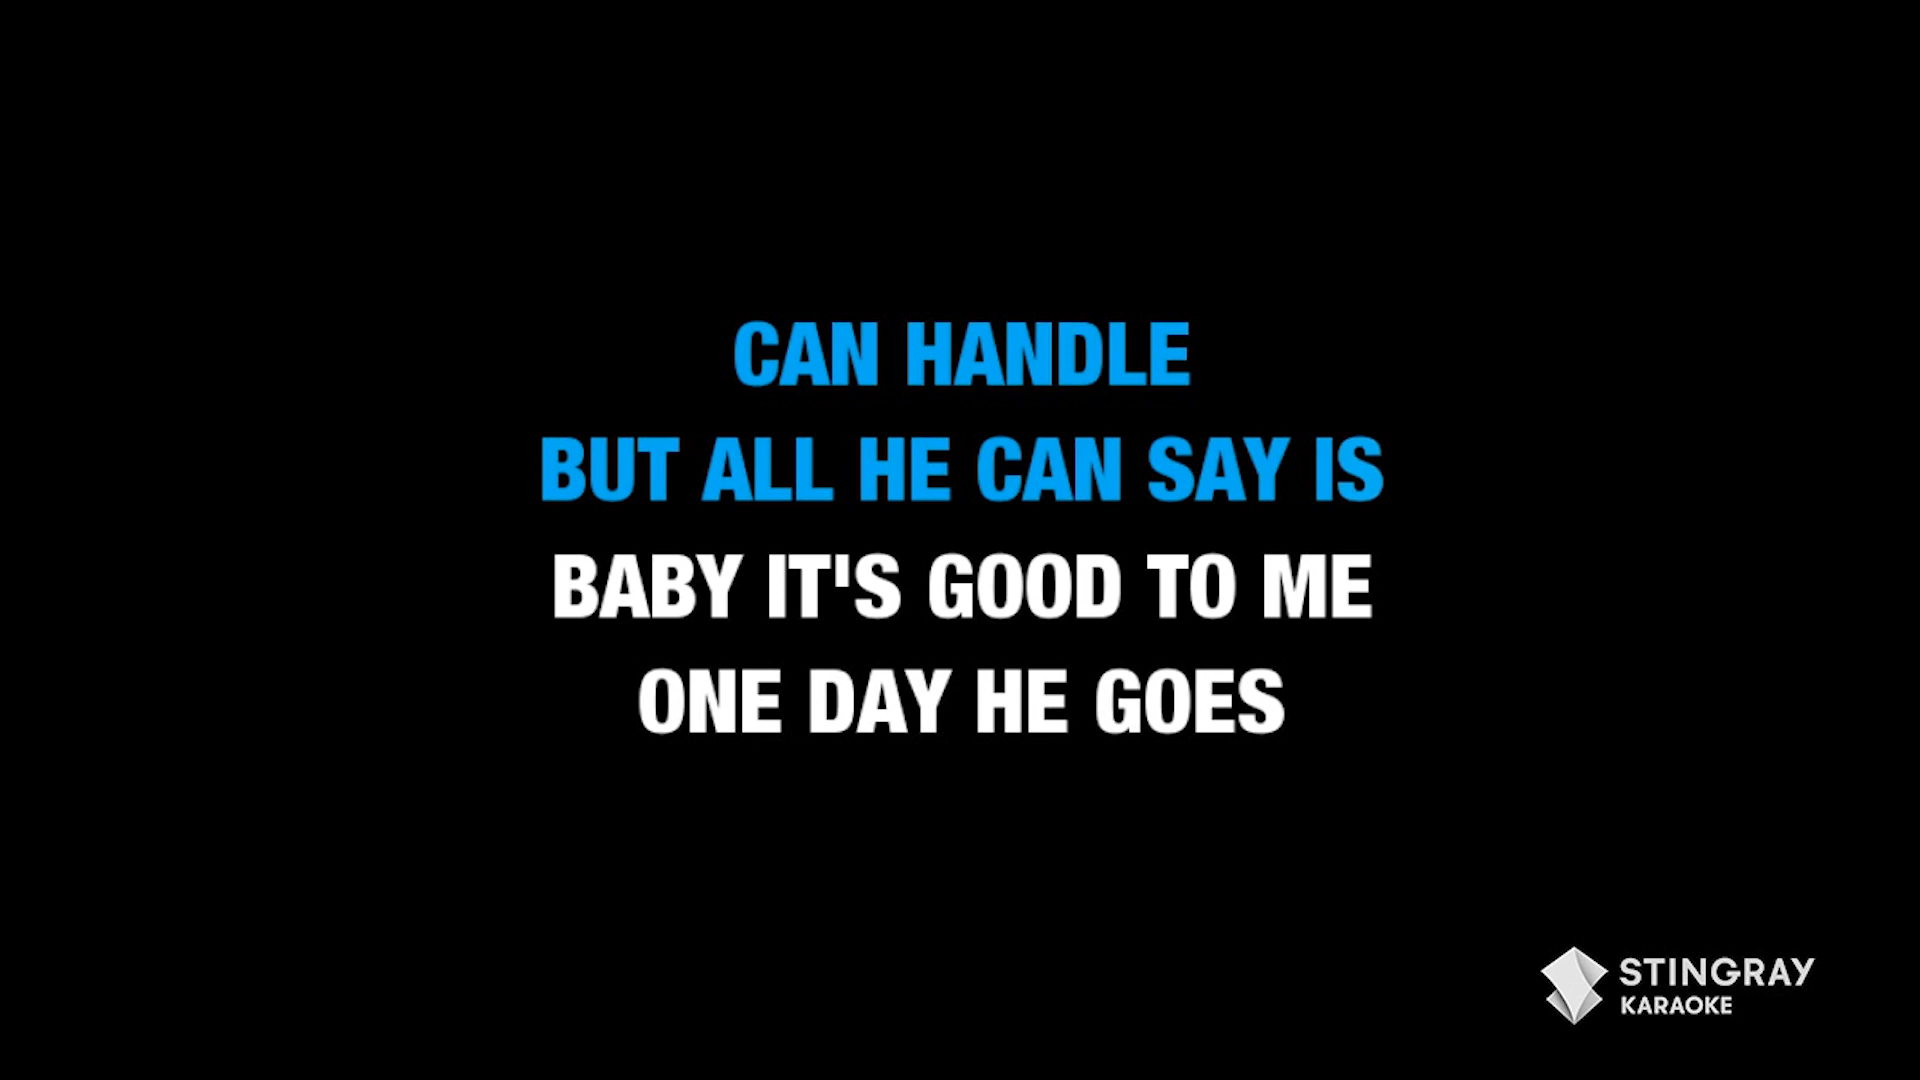 CAN HANDLE
BUT ALL HE CAN SAY IS
BABY IT'S GOOD TO ME
ONE DAY HE GOES
STINGRAY
KARAOKE